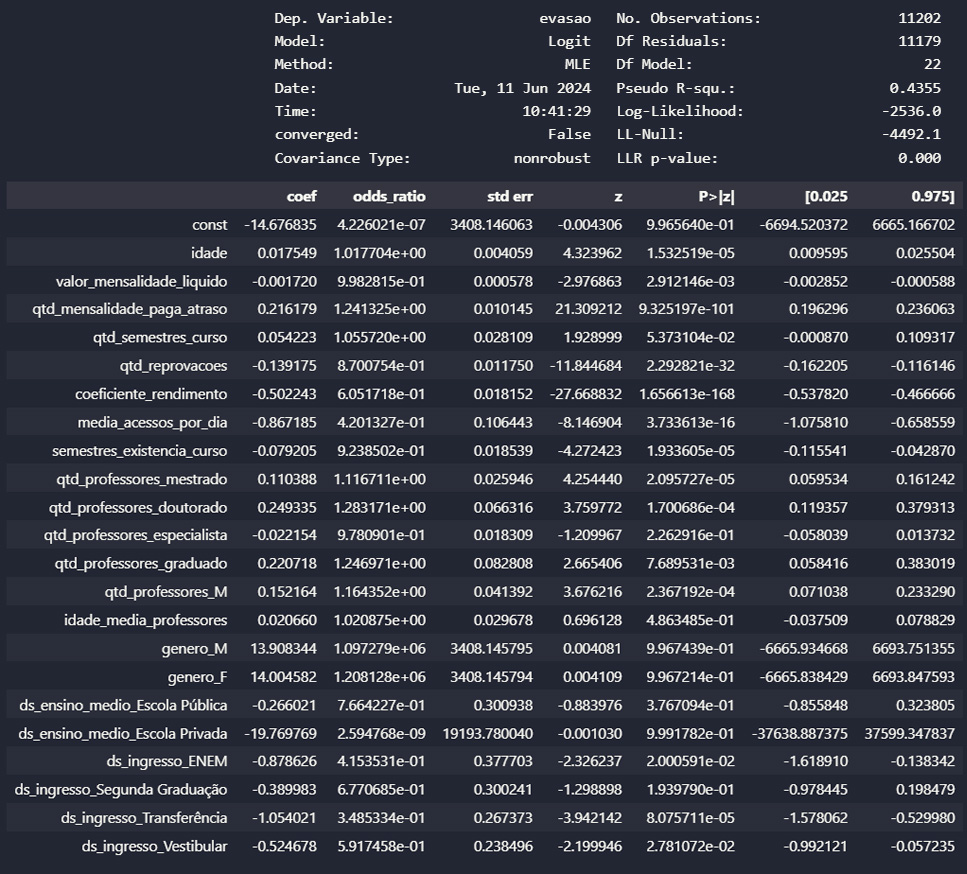 Dep. Variable: evasao No. Observations: 11202
Model: Logit Df Residuals: 11179
Method: MLE Df Model: 22
Date: Tue, 11 Jun 2024 Pseudo R-squ.: 0.4355
Time: 10:41:29 Log-Likelihood: -2536.0
converged: False LL-Null: -4492.1
Covariance Type: nonrobust LLR p-value: 0.000
coef odds_ratio std err z P>|z| [0.025 0.975]
const -14.676835 4.226021e-07 3408.146063 -0.004306 9.965640e-01 -6694.520372 6665.166702
idade 0.017549 1.017704e+00 0.004059 4.323962 1.532519e-05 0.009595 0.025504
valor_mensalidade_liquido -0.001720 9.982815e-01 0.000578 -2.976863 2.912146e-03 -0.002852 -0.000588
qtd_mensalidade_paga_atraso 0.216179 1.241325e+00 0.010145 21.309212 9.325197e-101 0.196296 0.236063
qtd_semestres_curso 0.054223 1.055720e+00 0.028109 1.928999 5.373104e-02 -0.000870 0.109317
qtd_reprovacoes -0.139175 8.700754e-01 0.011750 -11.844684 2.292821e-32 -0.162205 -0.116146
coeficiente_rendimento -0.502243 6.051718e-01 0.018152 -27.668832 1.656613e-168 -0.537820 -0.466666
media_acessos_por_dia -0.867185 4.201327e-01 0.106443 -8.146904 3.733613e-16 -1.075810 -0.658559
semestres_existencia_curso -0.079205 9.238502e-01 0.018539 -4.272423 1.933605e-05 -0.115541 -0.042870
qtd_professores_mestrado 0.110388 1.116711e+00 0.025946 4.254440 2.095727e-05 0.059534 0.161242
qtd_professores_doutorado 0.249335 1.283171e+00 0.066316 3.759772 1.700686e-04 0.119357 0.379313
qtd_professores_especialista -0.022154 9.780901e-01 0.018309 -1.209967 2.262916e-01 -0.058039 0.013732
qtd_professores_graduado 0.220718 1.246971e+00 0.082808 2.665406 7.689531e-03 0.058416 0.383019
qtd_professores_M 0.152164 1.164352e+00 0.041392 3.676216 2.367192e-04 0.071038 0.233290
idade_media_professores 0.020660 1.020875e+00 0.029678 0.696128 4.863485e-01 -0.037509 0.078829
genero_M 13.908344 1.097279e+06 3408.145795 0.004081 9.967439e-01 -6665.934668 6693.751355
genero_F 14.004582 1.208128e+06 3408.145794 0.004109 9.967214e-01 -6665.838429 6693.847593
ds_ensino_medio_Escola Pública -0.266021 7.664227e-01 0.300938 -0.883976 3.767094e-01 -0.855848 0.323805
ds_ensino_medio_Escola Privada -19.769769 2.594768e-09 19193.780040 -0.001030 9.991782e-01 -37638.887375 37599.347837
ds_ingresso_ENEM -0.878626 4.153531e-01 0.377703 -2.326237 2.000591e-02 -1.618910 -0.138342
ds_ingresso_Segunda Graduação -0.389983 6.770685e-01 0.300241 -1.298898 1.939790e-01 -0.978445 0.198479
ds_ingresso_Transferência -1.054021 3.485334e-01 0.267373 -3.942142 8.075711e-05 -1.578062 -0.529980
ds_ingresso_Vestibular -0.524678 5.917458e-01 0.238496 -2.199946 2.781072e-02 -0.992121 -0.057235